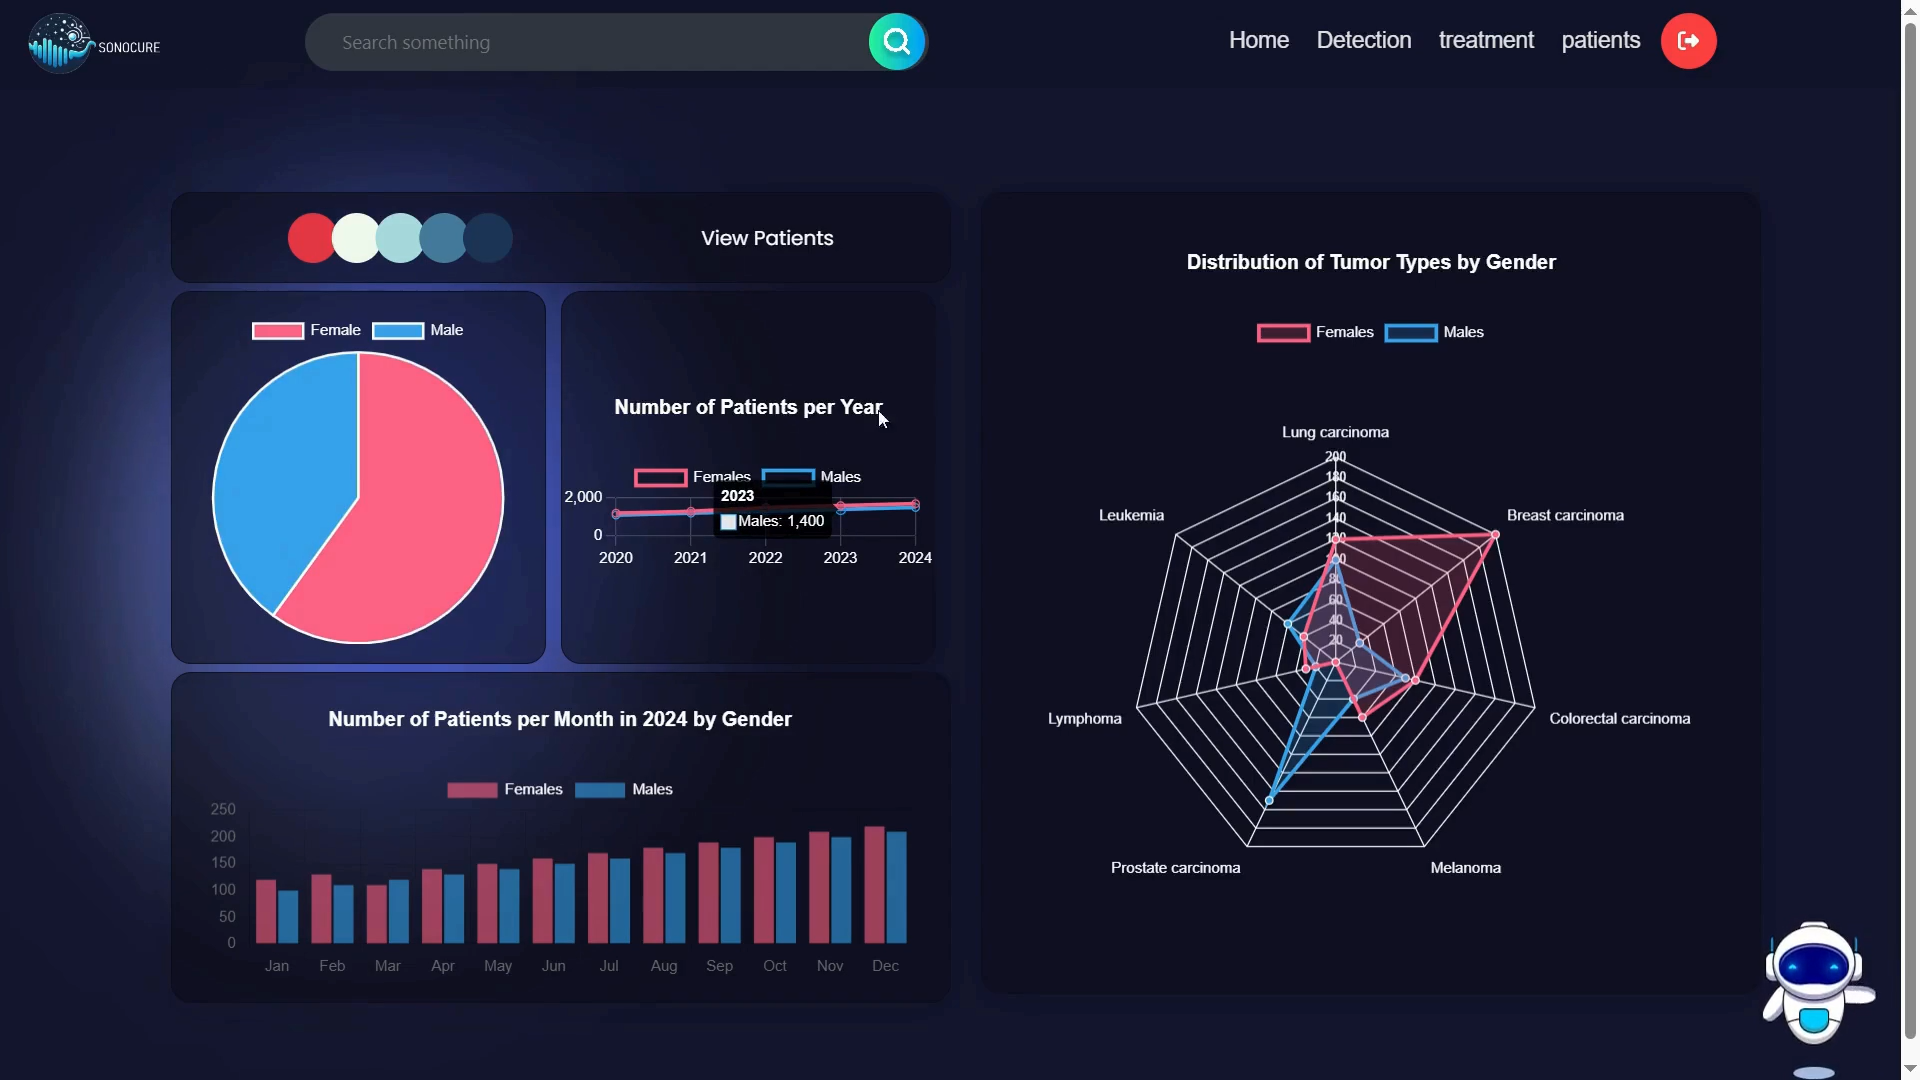 SONOCURE
Search something
Home Detection treatment patients
View Patients
Female Male
Number of Patients per Year
Females Males
2,000
0
2023
Males: 1,400
2020 2021 2022 2023 2024
Number of Patients per Month in 2024 by Gender
Females Males
250
200
150
100
50
0
Jan Feb Mar Apr May Jun Jul Aug Sep Oct Nov Dec
Distribution of Tumor Types by Gender
Females Males
Lung carcinoma
200
180
160
140
120
80
60
40
20
Leukemia
Breast carcinoma
Lymphoma
Colorectal carcinoma
Prostate carcinoma
Melanoma